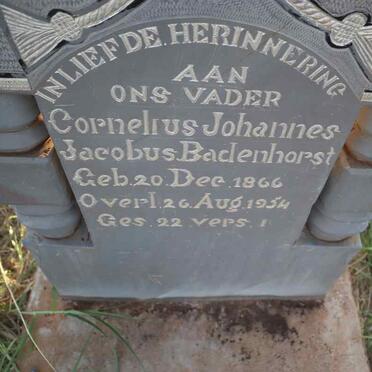 IN LIEFDE. HERINNERING
AAN
ONS VADER
Cornelius Johannes
Jacobus. Badenhorst
Geb. 20. Dec. 1866
Overl. 26. Aug. 1954
Ges. 22. vers. 1